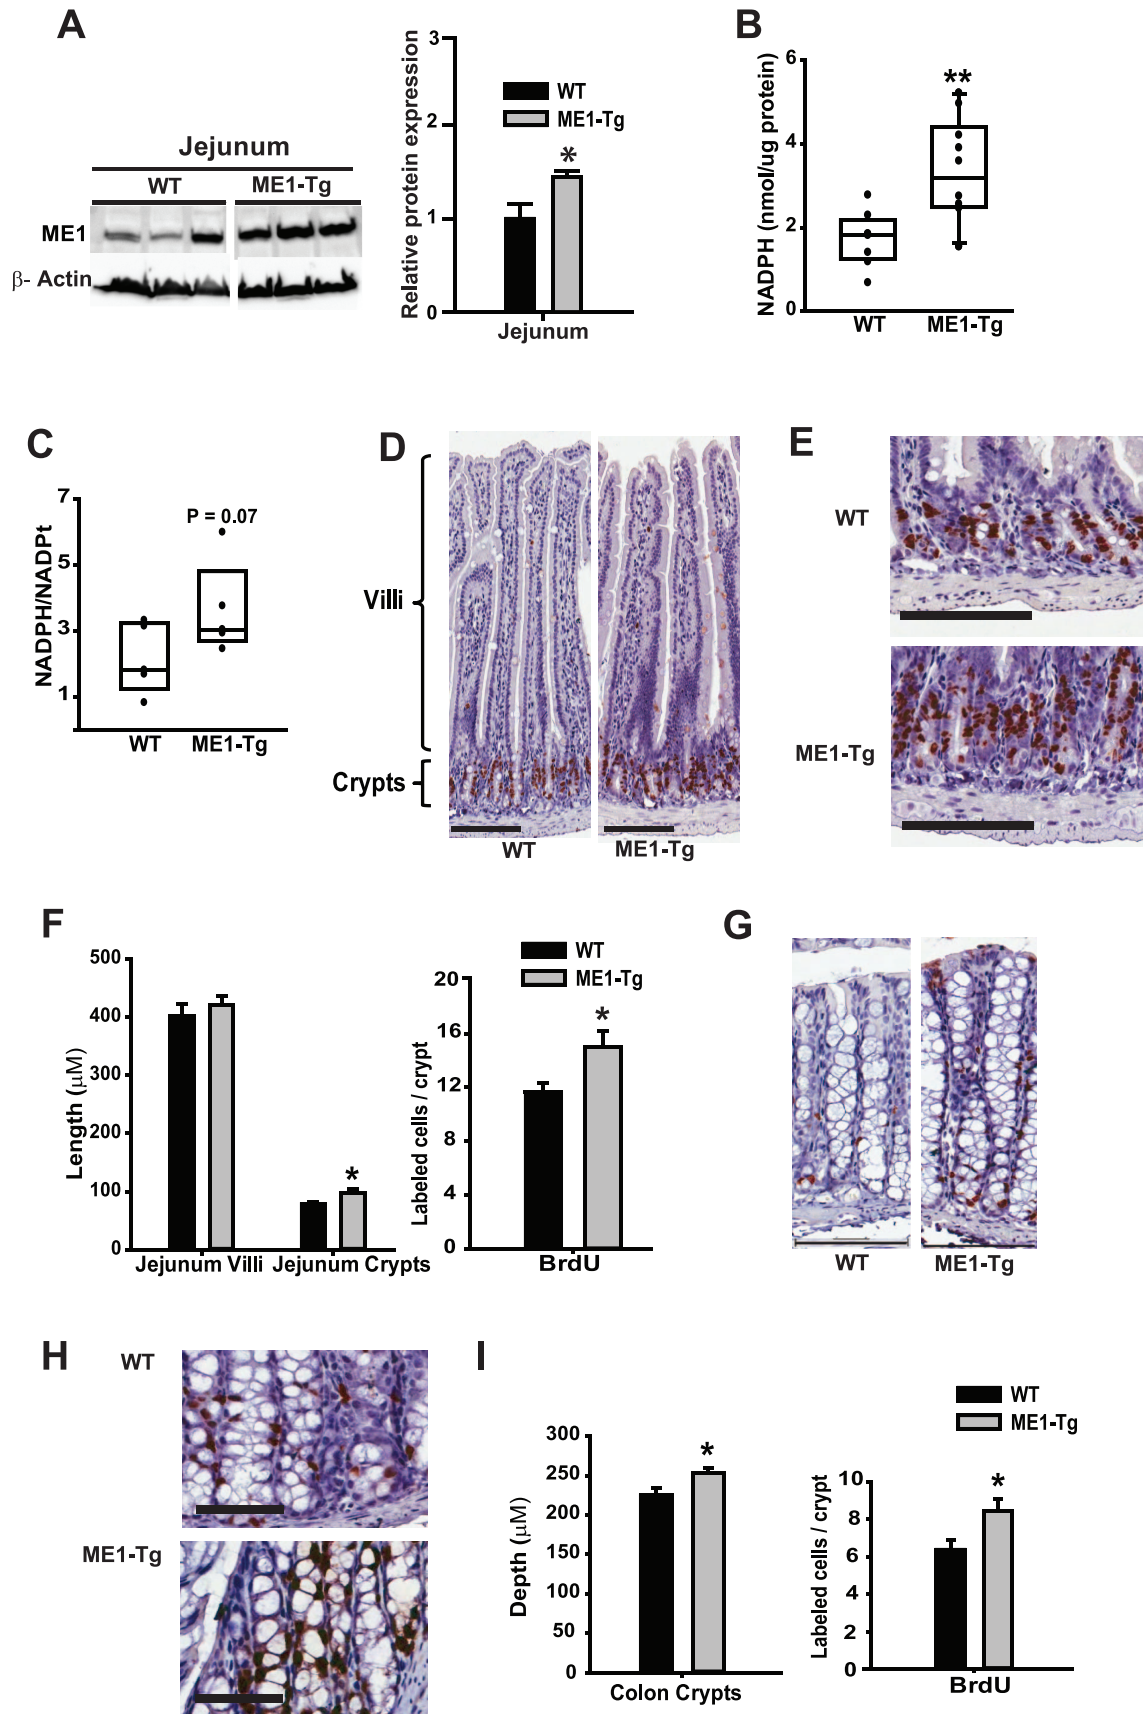 A
Jejunum
WT ME1-Tg
ME1
β- Actin
Relative protein expression
3
2
1
0
WT
ME1-Tg
*
Jejunum
B
NADPH (nmol/ug protein)
6
4
2
0
**
WT ME1-Tg
C
NADPH/NADPt
7
5
3
1
P = 0.07
WT ME1-Tg
D
Villi
Crypts
WT ME1-Tg
E
WT
ME1-Tg
F
Length (μM)
500
400
300
200
100
0
*
Jejunum Villi Jejunum Crypts
WT
ME1-Tg
Labeled cells / crypt
20
16
12
8
4
0
*
BrdU
G
WT ME1-Tg
H
WT
ME1-Tg
I
Depth (μM)
300
250
200
150
100
50
0
*
Colon Crypts
WT
ME1-Tg
Labeled cells / crypt
10
8
6
4
2
0
*
BrdU